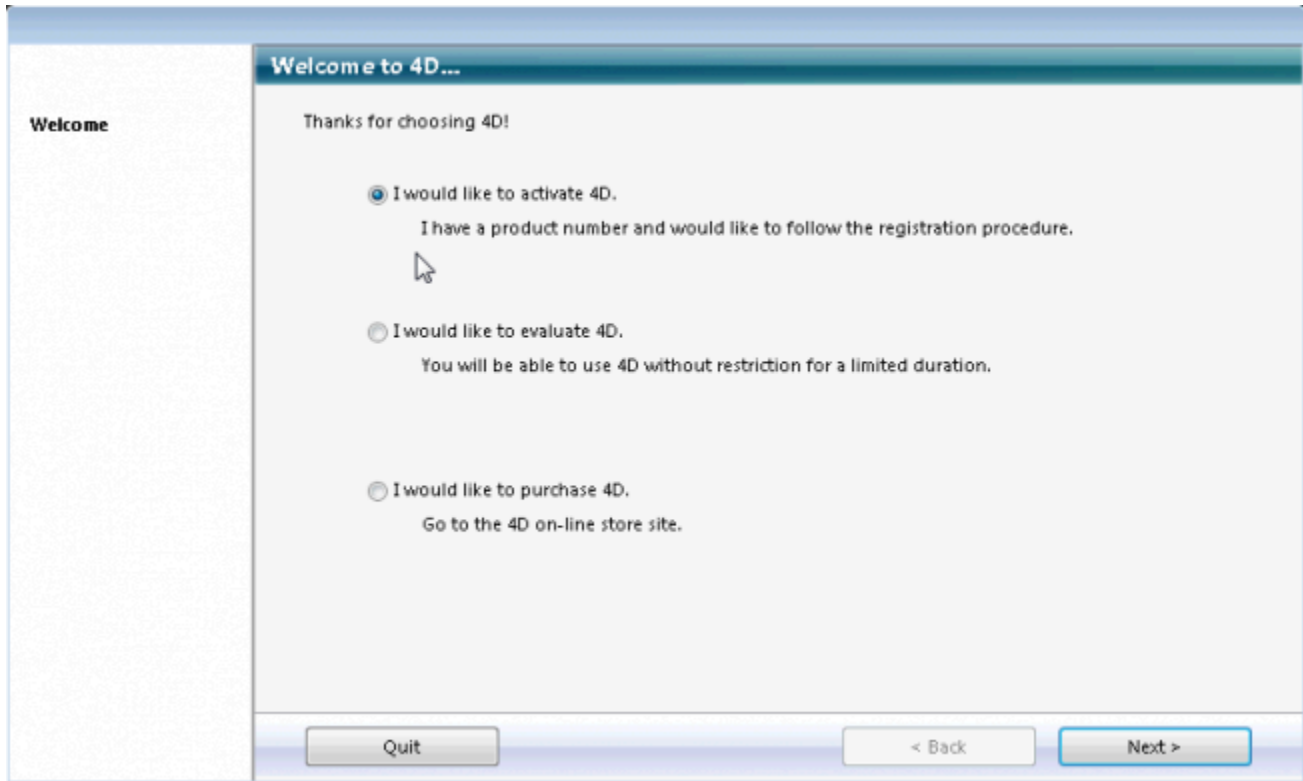 Welcome to 4D...
Welcome
Thanks for choosing 4D!
I would like to activate 4D.
I have a product number and would like to follow the registration procedure.
I would like to evaluate 4D.
You will be able to use 4D without restriction for a limited duration.
I would like to purchase 4D.
Go to the 4D on-line store site.
Quit
< Back
Next >